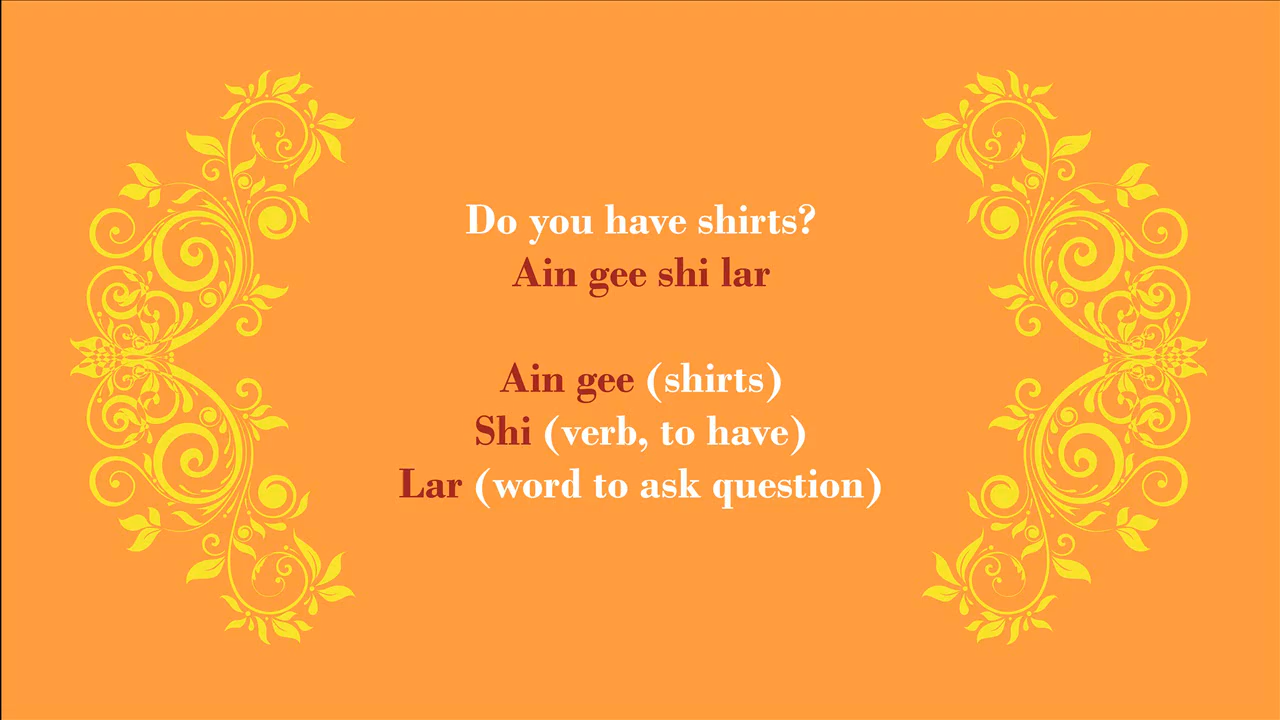 Do you have shirts?
Ain gee shi lar
Ain gee (shirts)
Shi (verb, to have)
Lar (word to ask question)